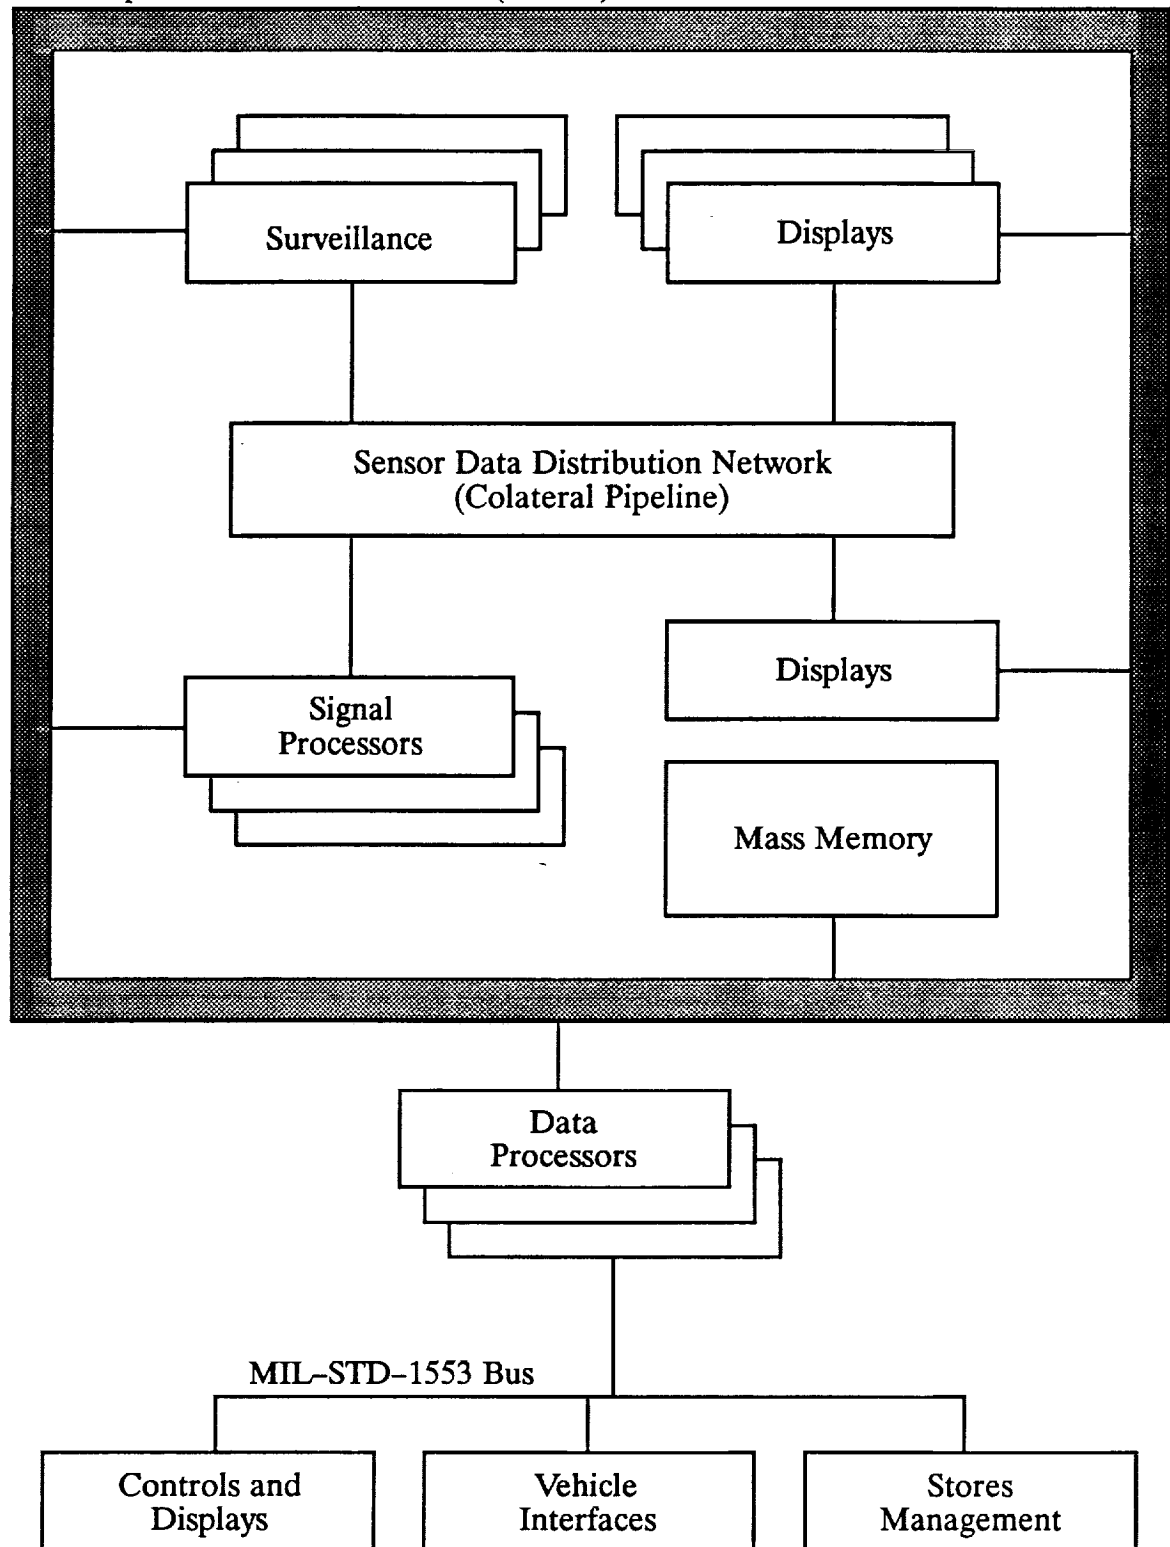 Surveillance
Displays
Sensor Data Distribution Network
(Colateral Pipeline)
Displays
Signal
Processors
Mass Memory
Data
Processors
MIL-STD-1553 Bus
Controls and
Displays
Vehicle
Interfaces
Stores
Management